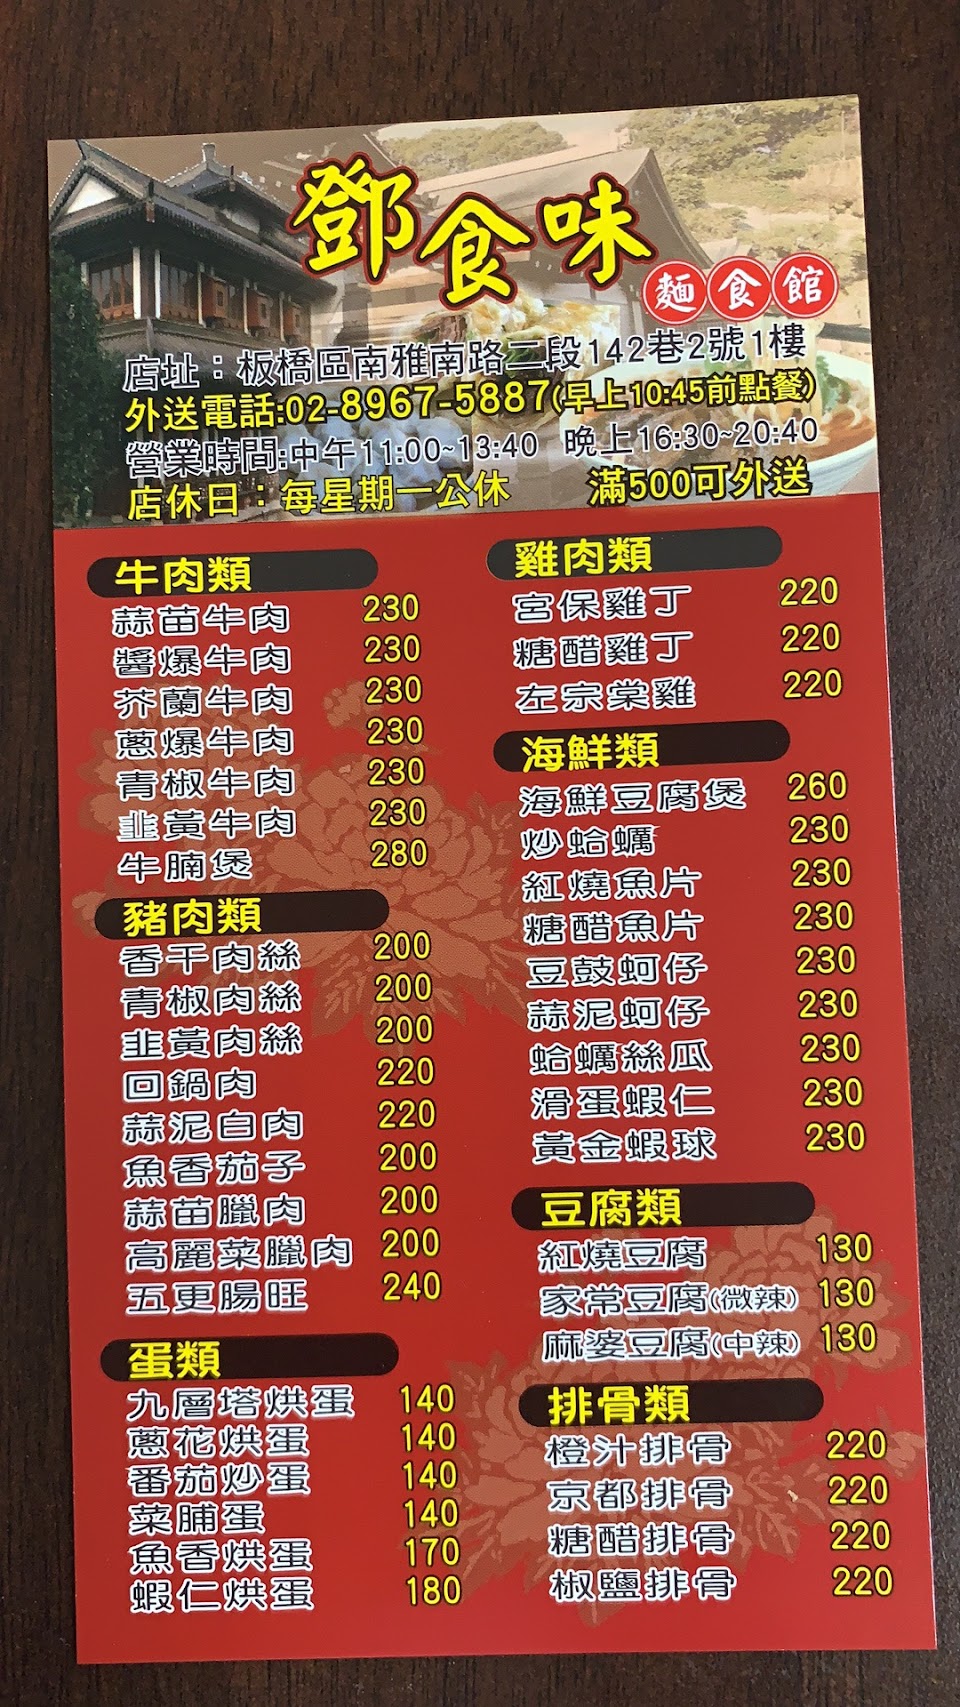 鄧食味
麵食館
店址：板橋區南雅南路二段142巷2號1樓
外送電話:02-8967-5887(早上10:45前點餐)
營業時間:中午11:00~13:40 晚上16:30~20:40
店休日：每星期一公休 滿500可外送
牛肉類
蒜苗牛肉 230
醬爆牛肉 230
芥蘭牛肉 230
蔥爆牛肉 230
青椒牛肉 230
韭黃牛肉 230
牛腩煲 280
豬肉類
香干肉絲 200
青椒肉絲 200
韭黃肉絲 200
回鍋肉 220
蒜泥白肉 220
魚香茄子 200
蒜苗臘肉 200
高麗菜臘肉 200
五更腸旺 240
蛋類
九層塔烘蛋 140
蔥花烘蛋 140
番茄炒蛋 140
菜脯蛋 140
魚香烘蛋 170
蝦仁烘蛋 180
雞肉類
宮保雞丁 220
糖醋雞丁 220
左宗棠雞 220
海鮮類
海鮮豆腐煲 260
炒蛤蠣 230
紅燒魚片 230
糖醋魚片 230
豆鼓蚵仔 230
蒜泥蚵仔 230
蛤蠣絲瓜 230
滑蛋蝦仁 230
黃金蝦球 230
豆腐類
紅燒豆腐 130
家常豆腐(微辣) 130
麻婆豆腐(中辣) 130
排骨類
橙汁排骨 220
京都排骨 220
糖醋排骨 220
椒鹽排骨 220